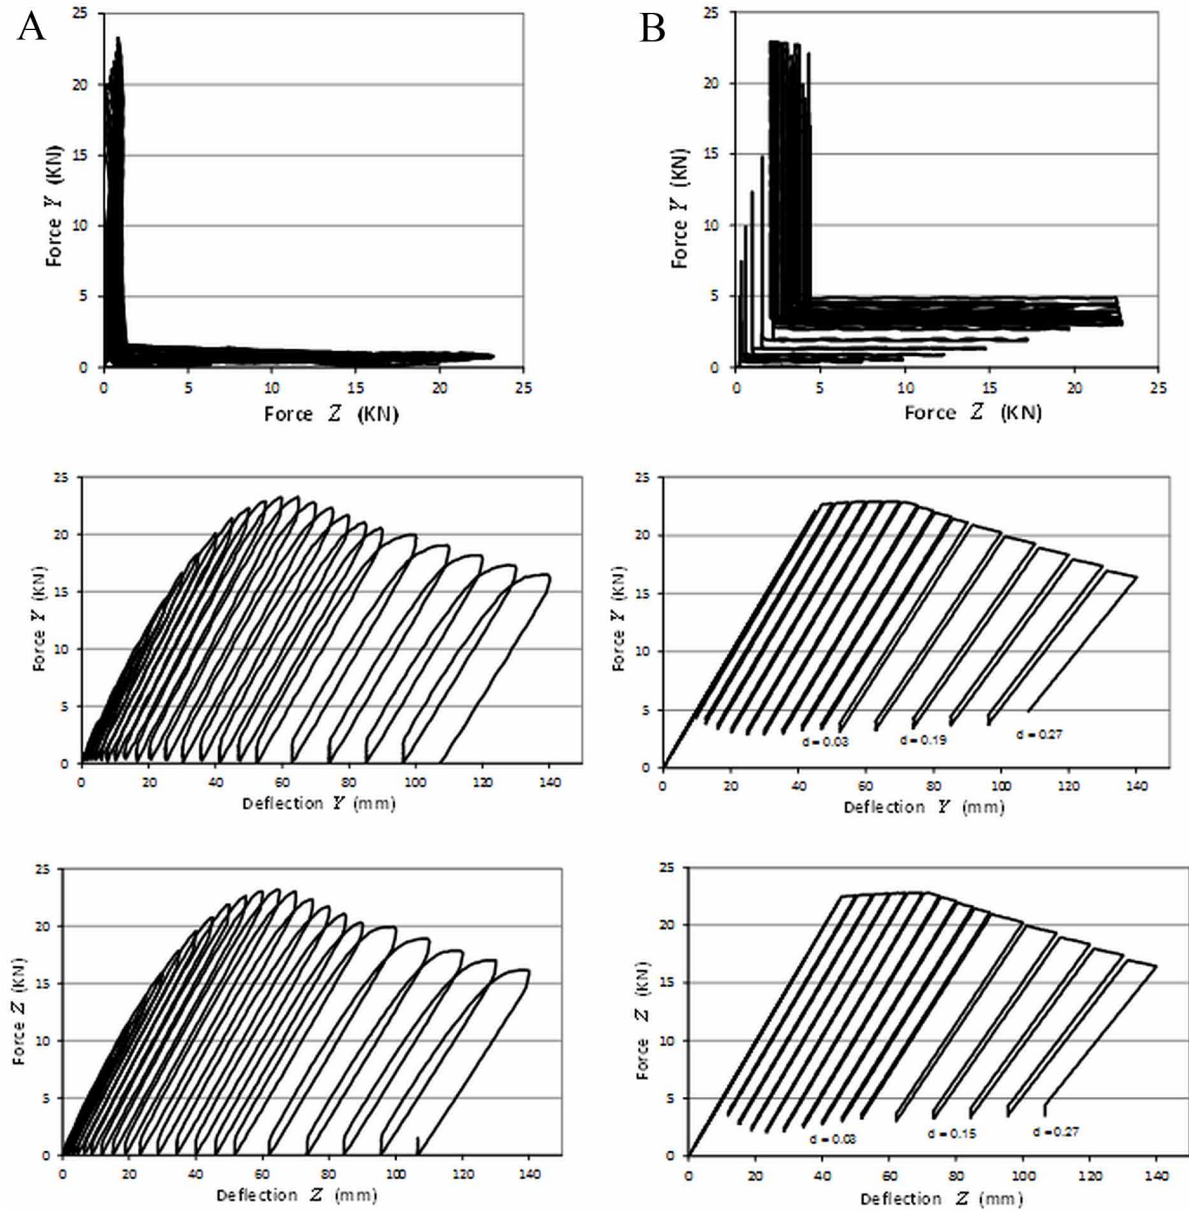 A
B
25
20
15
10
5
0
Force Y (KN)
0 5 10 15 20 25
Force Z (KN)
25
20
15
10
5
0
Force Y (KN)
0 5 10 15 20 25
Force Z (KN)
25
20
15
10
5
0
Force Y (KN)
0 20 40 60 80 100 120 140
Deflection Y (mm)
25
20
15
10
5
0
Force Y (KN)
d = 0.03 d = 0.19 d = 0.27
0 20 40 60 80 100 120 140
Deflection Y (mm)
25
20
15
10
5
0
Force Z (KN)
0 20 40 60 80 100 120 140
Deflection Z (mm)
25
20
15
10
5
0
Force Z (KN)
d = 0.03 d = 0.15 d = 0.27
0 20 40 60 80 100 120 140
Deflection Z (mm)